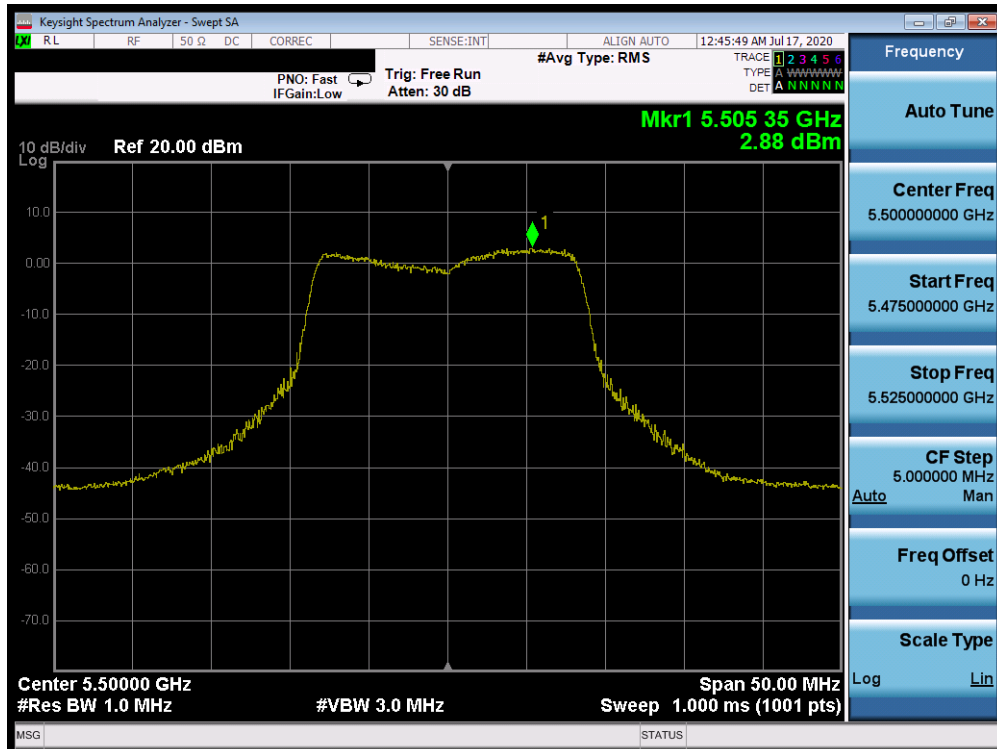 Keysight Spectrum Analyzer - Swept SA
LXI RL RF 50 Ω DC CORREC SENSE:INT ALIGN AUTO 12:45:49 AM Jul 17, 2020
#Avg Type: RMS TRACE 1 2 3 4 5 6
PNO: Fast Trig: Free Run TYPE A WWWWW
IFGain:Low Atten: 30 dB DET A N N N N N
Mkr1 5.505 35 GHz
2.88 dBm
10 dB/div Ref 20.00 dBm
Log
10.0
1
0.00
-10.0
-20.0
-30.0
-40.0
-50.0
-60.0
-70.0
Center 5.50000 GHz Span 50.00 MHz
#Res BW 1.0 MHz #VBW 3.0 MHz Sweep 1.000 ms (1001 pts)
MSG STATUS
Frequency
Auto Tune
Center Freq
5.500000000 GHz
Start Freq
5.475000000 GHz
Stop Freq
5.525000000 GHz
CF Step
5.000000 MHz
Auto Man
Freq Offset
0 Hz
Scale Type
Log Lin